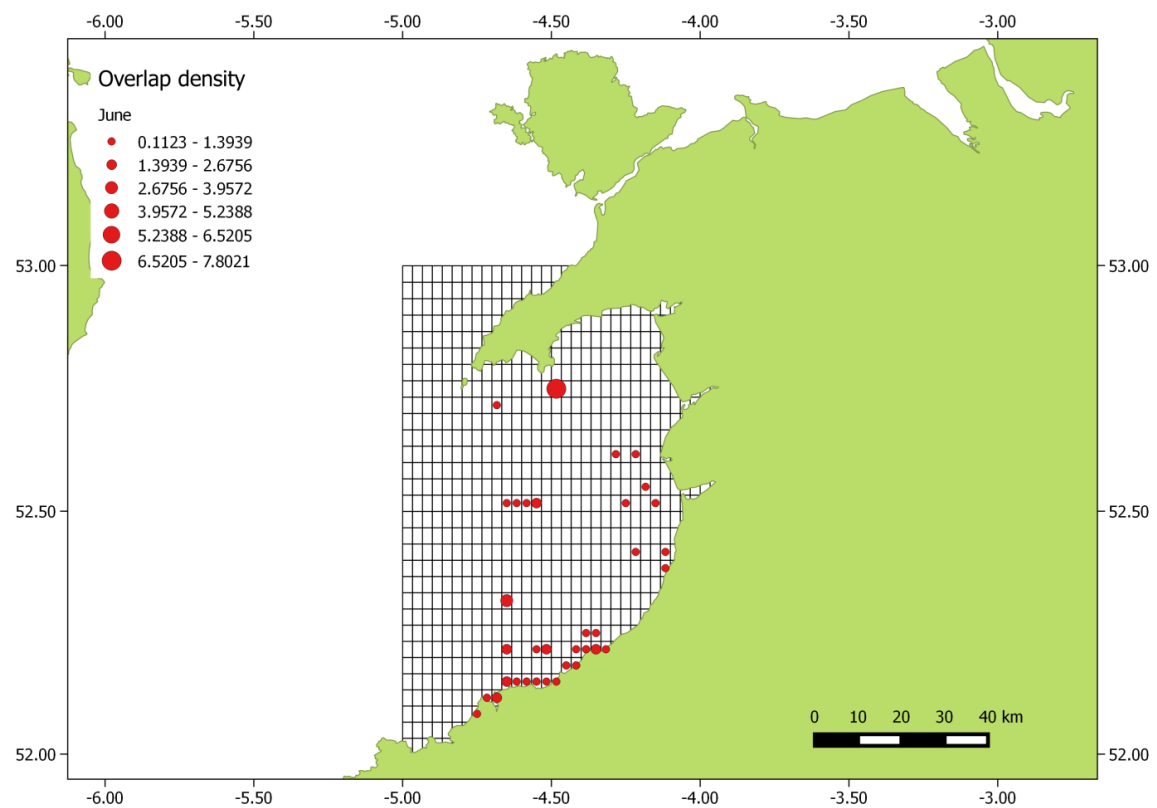 -6.00 -5.00 -4.50 -4.00 -3.50 -3.00
Overlap density
June
0.1123 - 1.3939
1.3939 - 2.6756
2.6756 - 3.9572
3.9572 - 5.2388
5.2388 - 6.5205
6.5205 - 7.8021
53.00 53.00
52.50 52.50
0 10 20 30 40 km
52.00 52.00
-6.00 -5.50 -5.00 -4.50 -4.00 -3.50 -3.00